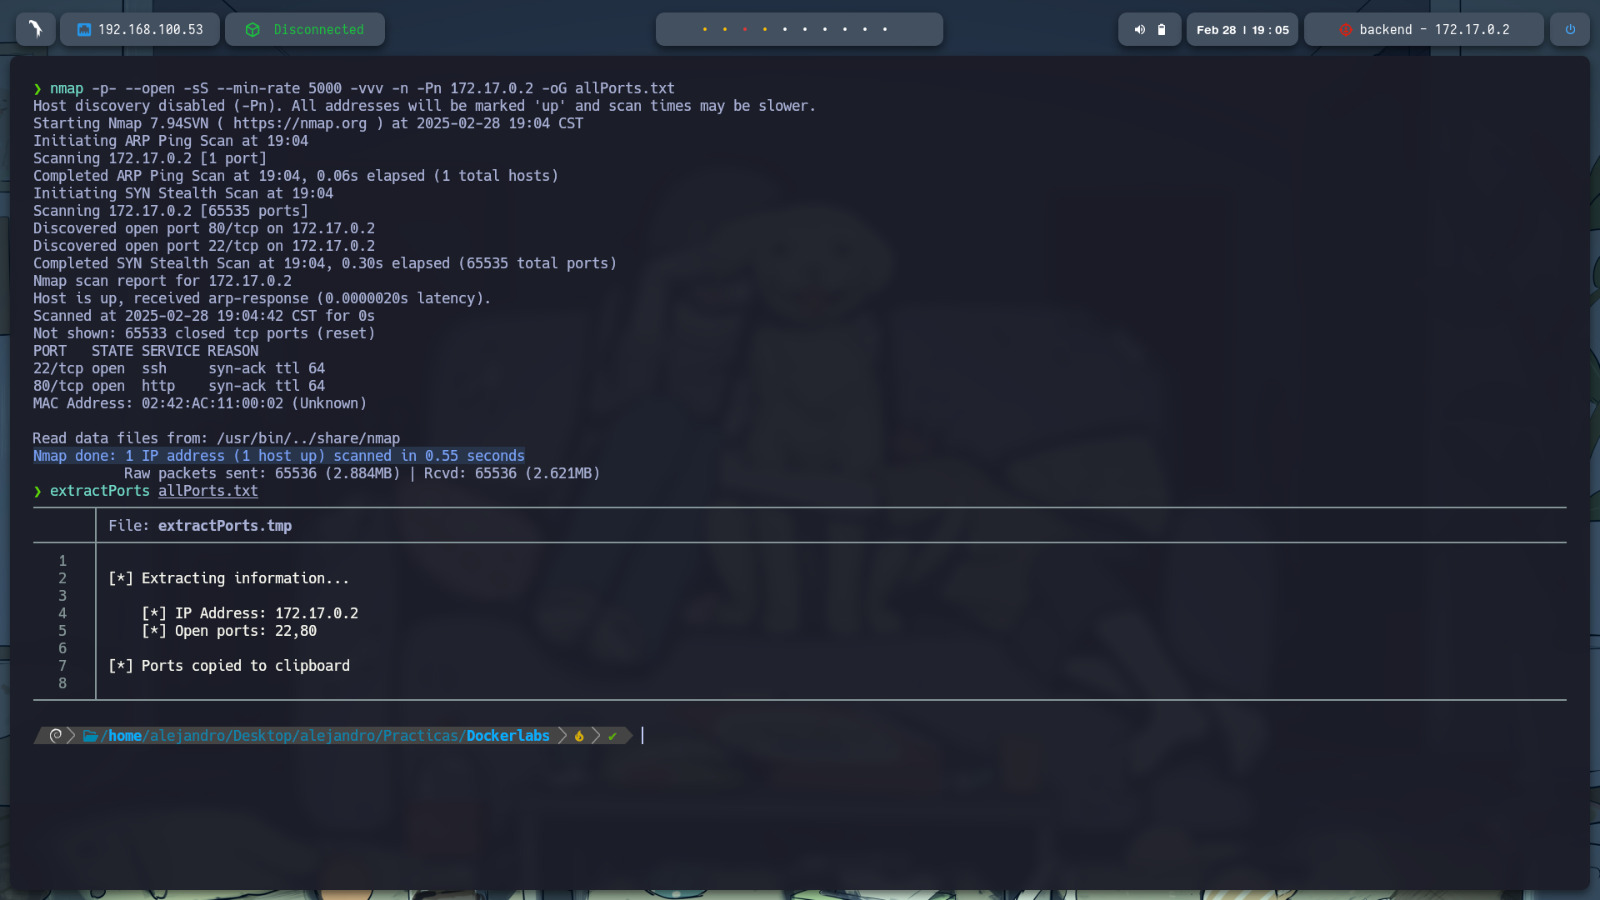 192.168.100.53
Disconnected
Feb 28 | 19:05
backend - 172.17.0.2
❯ nmap -p- --open -sS --min-rate 5000 -vvv -n -Pn 172.17.0.2 -oG allPorts.txt
Host discovery disabled (-Pn). All addresses will be marked 'up' and scan times may be slower.
Starting Nmap 7.94SVN ( https://nmap.org ) at 2025-02-28 19:04 CST
Initiating ARP Ping Scan at 19:04
Scanning 172.17.0.2 [1 port]
Completed ARP Ping Scan at 19:04, 0.06s elapsed (1 total hosts)
Initiating SYN Stealth Scan at 19:04
Scanning 172.17.0.2 [65535 ports]
Discovered open port 80/tcp on 172.17.0.2
Discovered open port 22/tcp on 172.17.0.2
Completed SYN Stealth Scan at 19:04, 0.30s elapsed (65535 total ports)
Nmap scan report for 172.17.0.2
Host is up, received arp-response (0.0000020s latency).
Scanned at 2025-02-28 19:04:42 CST for 0s
Not shown: 65533 closed tcp ports (reset)
PORT   STATE SERVICE REASON
22/tcp open  ssh     syn-ack ttl 64
80/tcp open  http    syn-ack ttl 64
MAC Address: 02:42:AC:11:00:02 (Unknown)
Read data files from: /usr/bin/../share/nmap
Nmap done: 1 IP address (1 host up) scanned in 0.55 seconds
Raw packets sent: 65536 (2.884MB) | Rcvd: 65536 (2.621MB)
❯ extractPorts allPorts.txt
File: extractPorts.tmp
1
2 [*] Extracting information...
3
4 [*] IP Address: 172.17.0.2
5 [*] Open ports: 22,80
6
7 [*] Ports copied to clipboard
8
/home/alejandro/Desktop/alejandro/Practicas/Dockerlabs